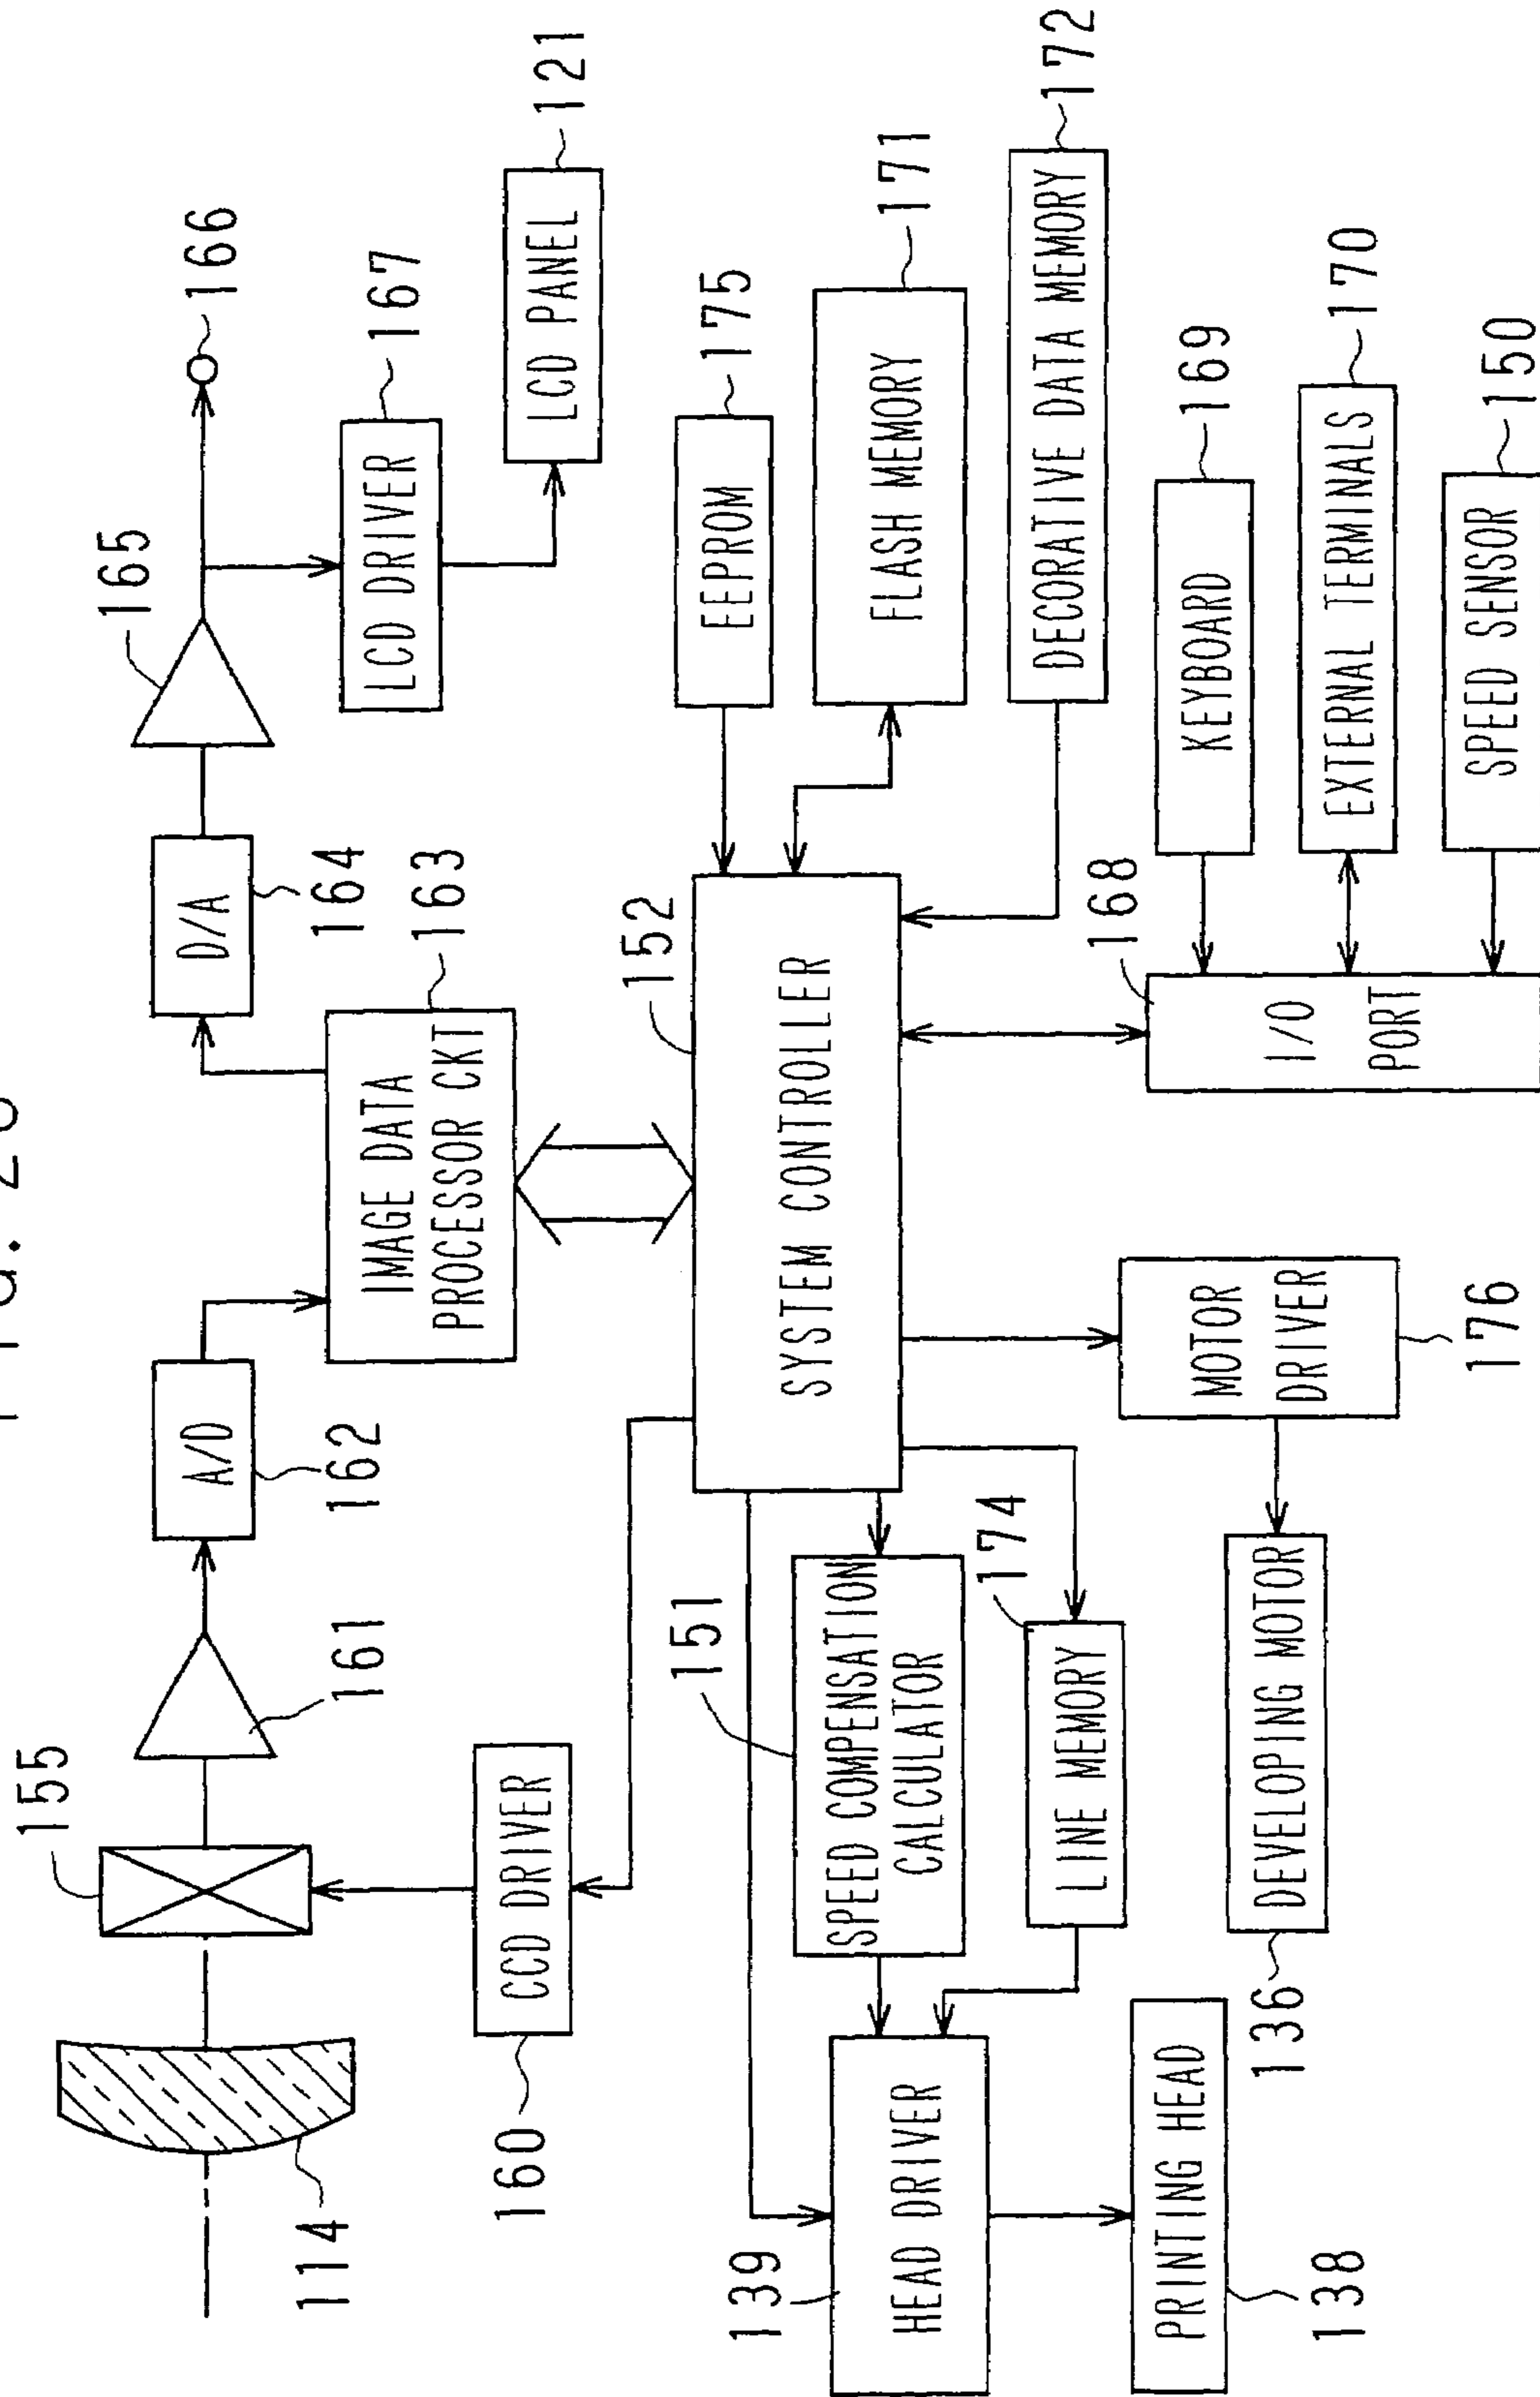 155
161
A/D
162
D/A
164
165
166
114
CCD DRIVER
160
IMAGE DATA
PROCESSOR CKT
163
LCD DRIVER
167
LCD PANEL
121
152
SYSTEM CONTROLLER
EEPROM
175
FLASH MEMORY
171
DECORATIVE DATA MEMORY
172
151
SPEED COMPENSATION
CALCULATOR
174
LINE MEMORY
139
HEAD DRIVER
PRINTING HEAD
138
136
DEVELOPING MOTOR
MOTOR
DRIVER
176
168
I/O
PORT
KEYBOARD
169
EXTERNAL TERMINALS
170
SPEED SENSOR
150